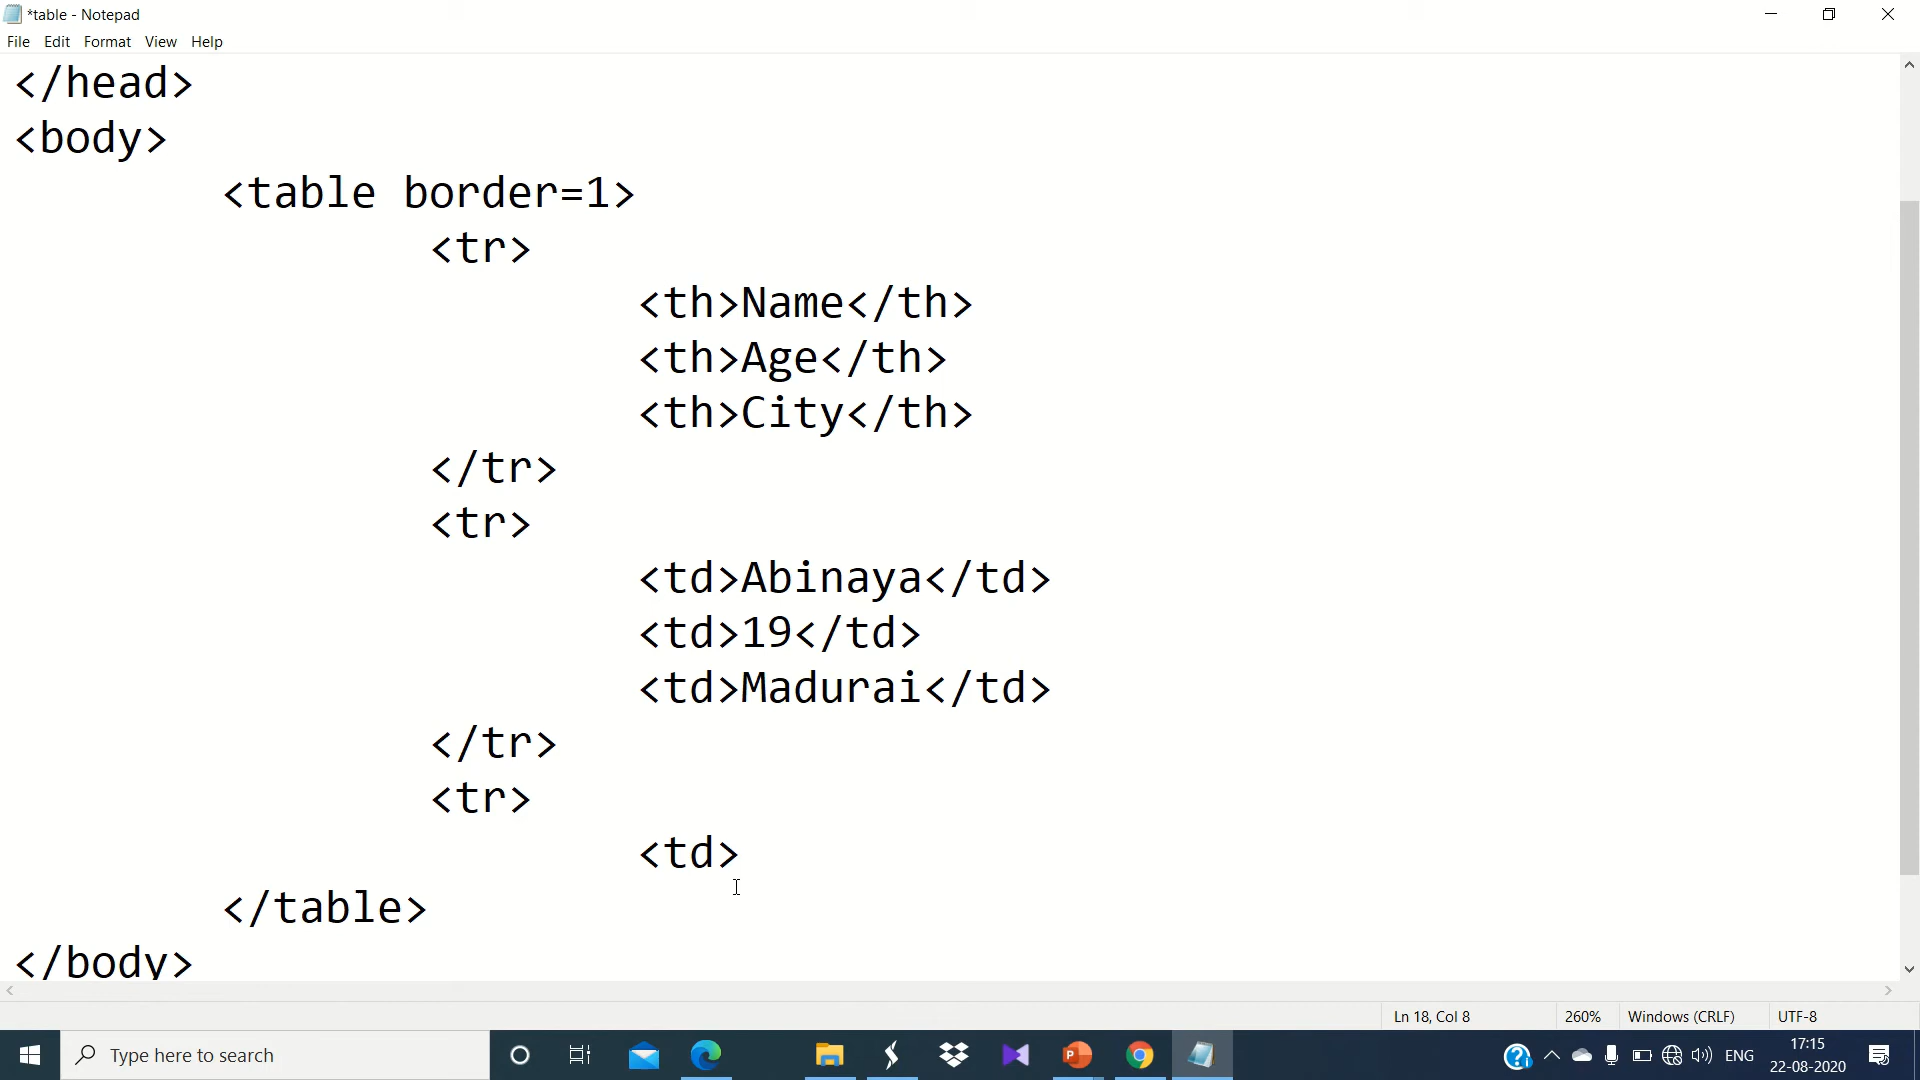 *table - Notepad
File Edit Format View Help
</head>
<body>
<table border=1>
<tr>
<th>Name</th>
<th>Age</th>
<th>City</th>
</tr>
<tr>
<td>Abinaya</td>
<td>19</td>
<td>Madurai</td>
</tr>
<tr>
<td>
</table>
</body>
Ln 18, Col 8 260% Windows (CRLF) UTF-8
Type here to search ENG 17:15
22-08-2020